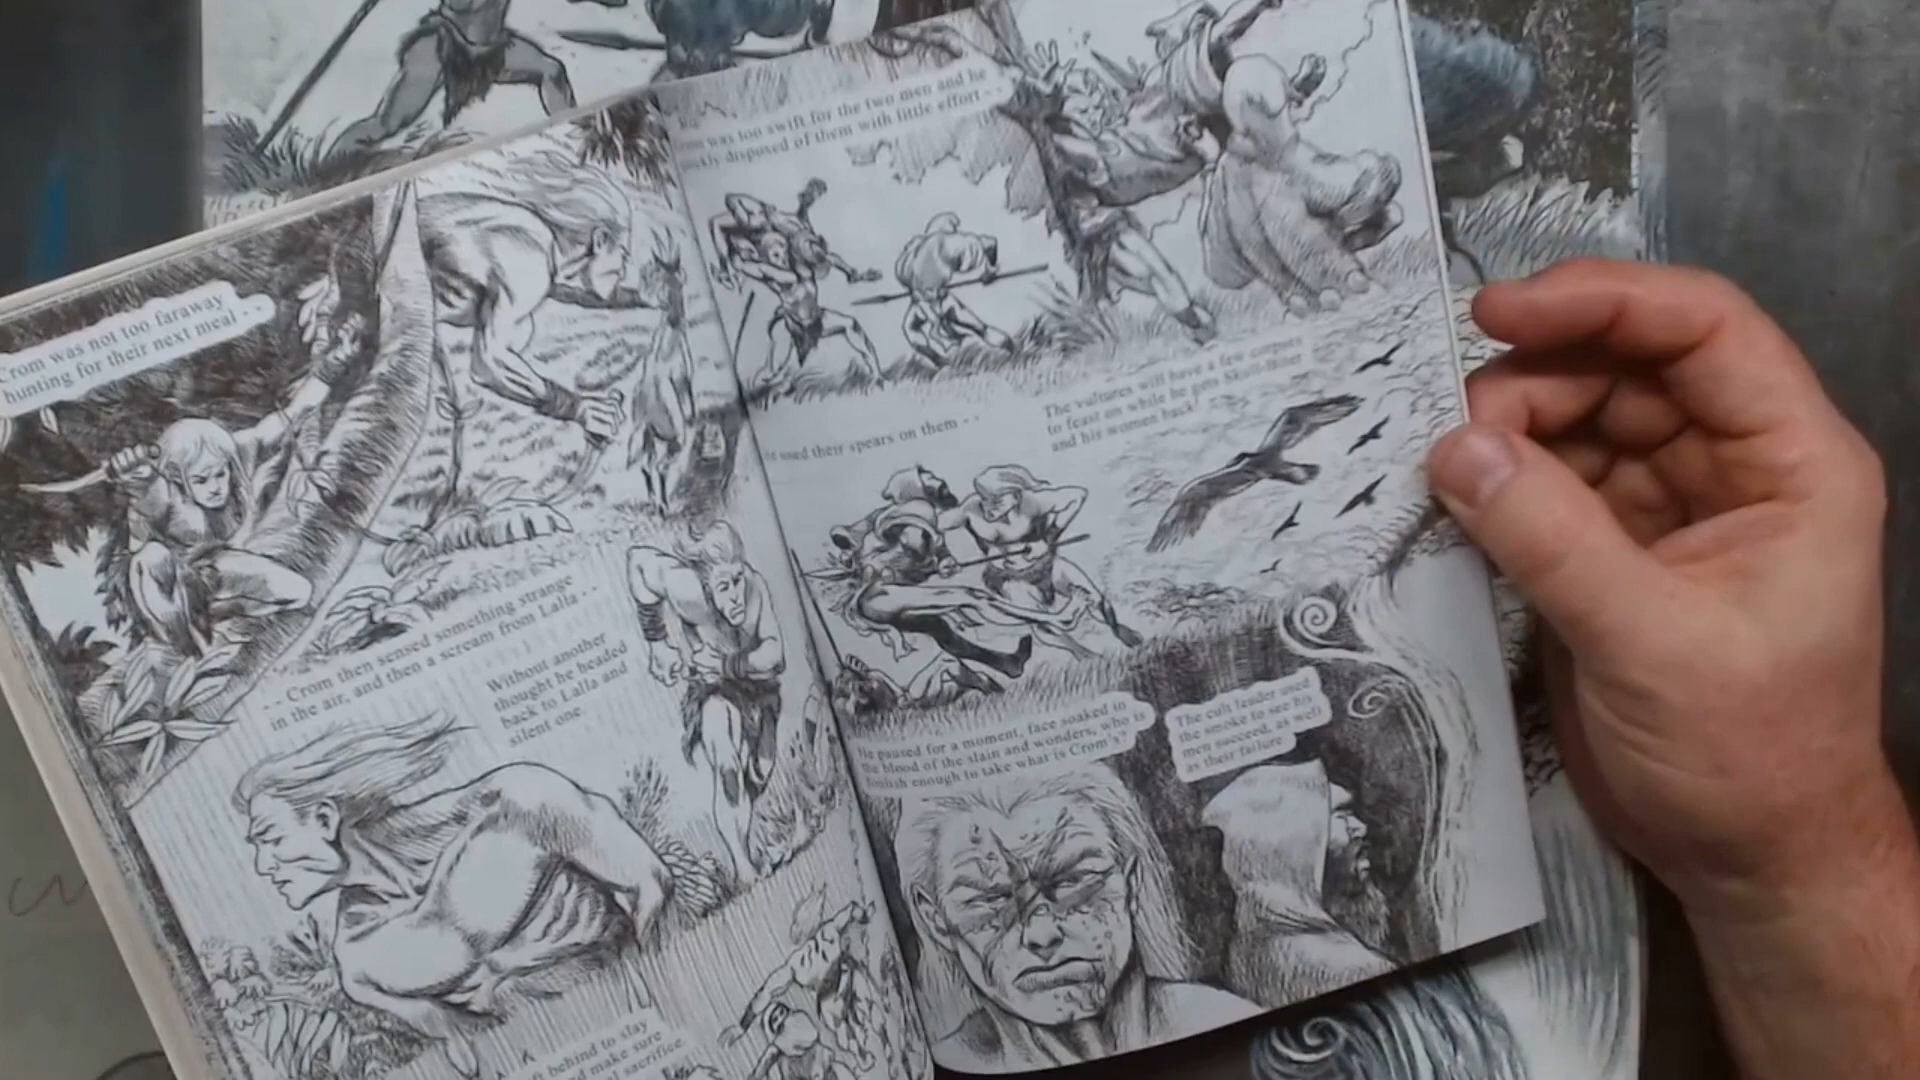 Crom was not too faraway
hunting for their next meal - -
- - Crom then sensed something strange
in the air, and then a scream from Lalla - -
Without another
thought he headed
back to Lalla and
silent one
behind to slay
make sure
sacrifice.
was too swift for the two men and he
disposed of them with little effort - -
used their spears on them - -
The vultures will have a few corpses
to feast on while he gets Skull-Biter
and his women back
He paused for a moment, face soaked in
the blood of the slain and wonders, who is
foolish enough to take what is Crom's?
The cult leader used
the smoke to see his
men succeed, as well
as their failure